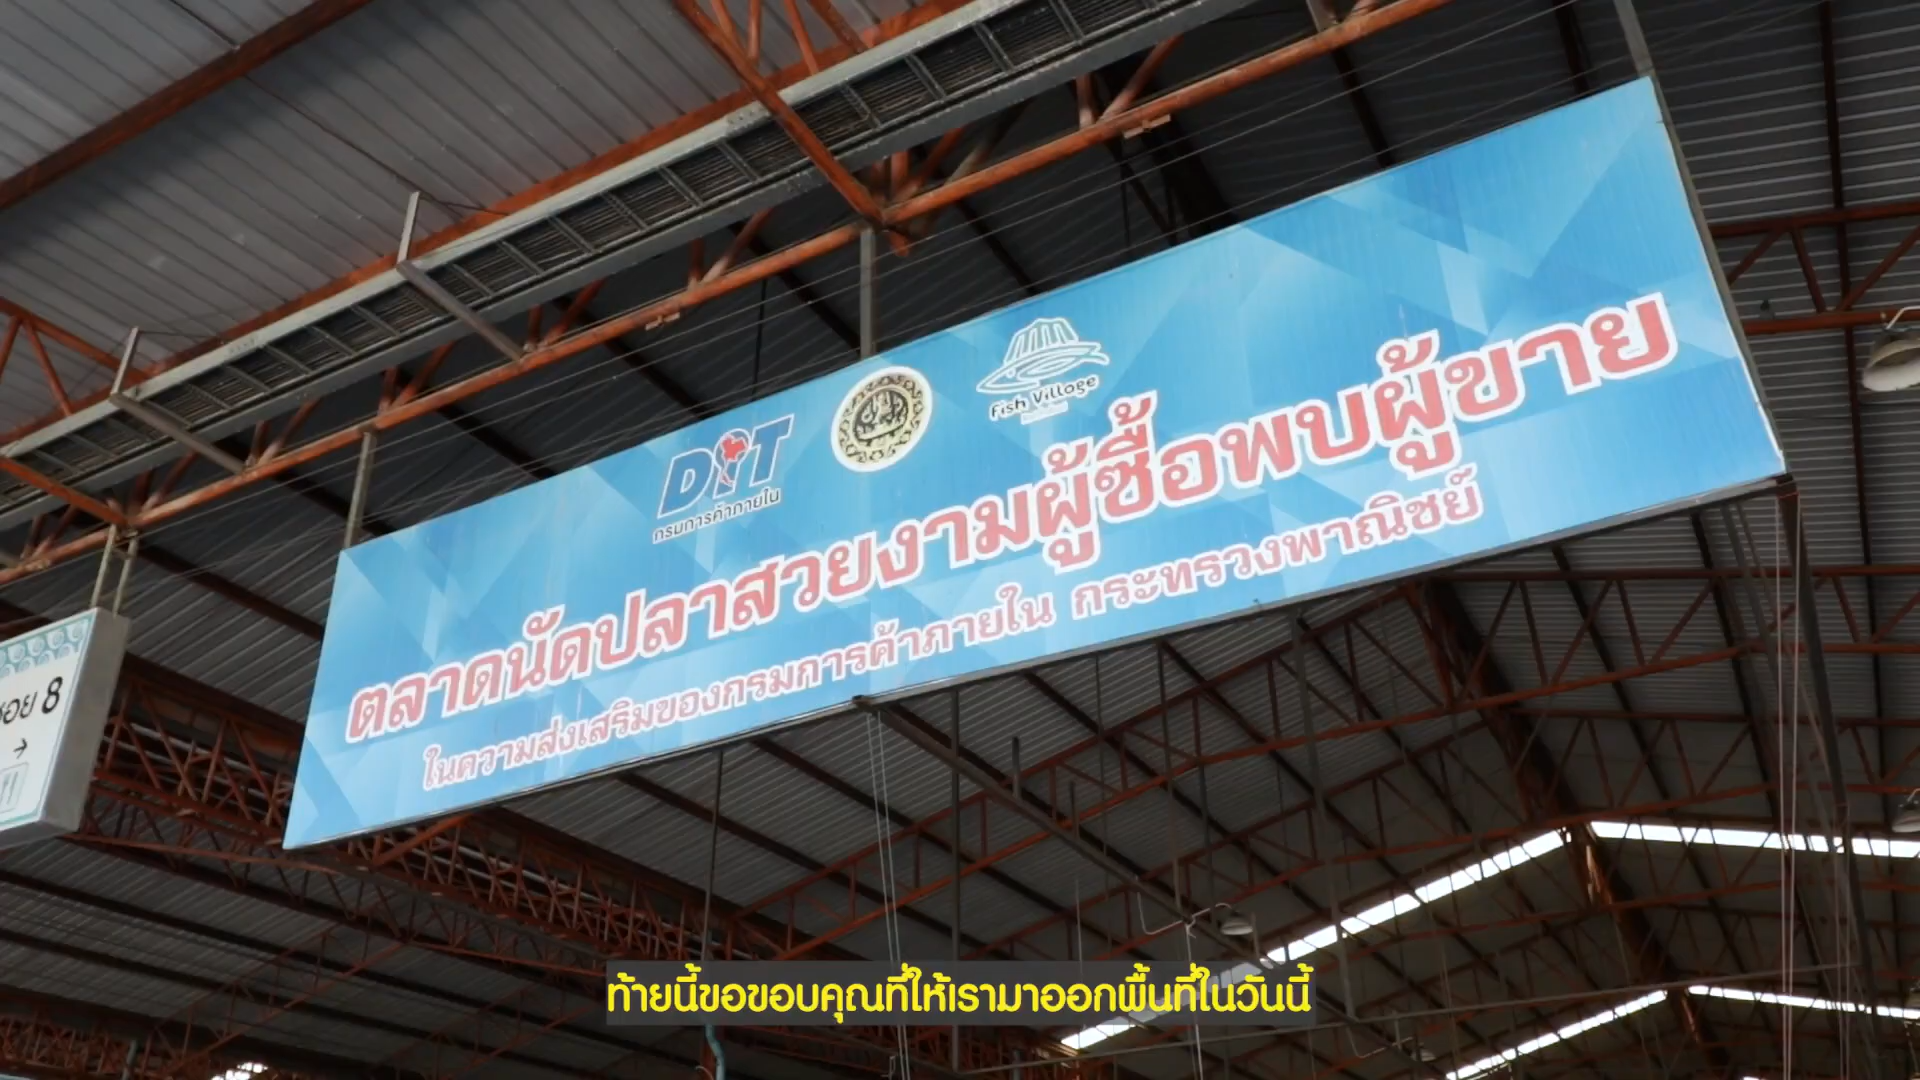 DIT
กรมการค้าภายใน
Fish Village
ตลาดนัดปลาสวยงามผู้ซื้อพบผู้ขาย
ในความส่งเสริมของกรมการค้าภายใน กระทรวงพาณิชย์
ซอย 8
→
ท้ายนี้ขอขอบคุณที่ให้เรามาออกพื้นที่ในวันนี้